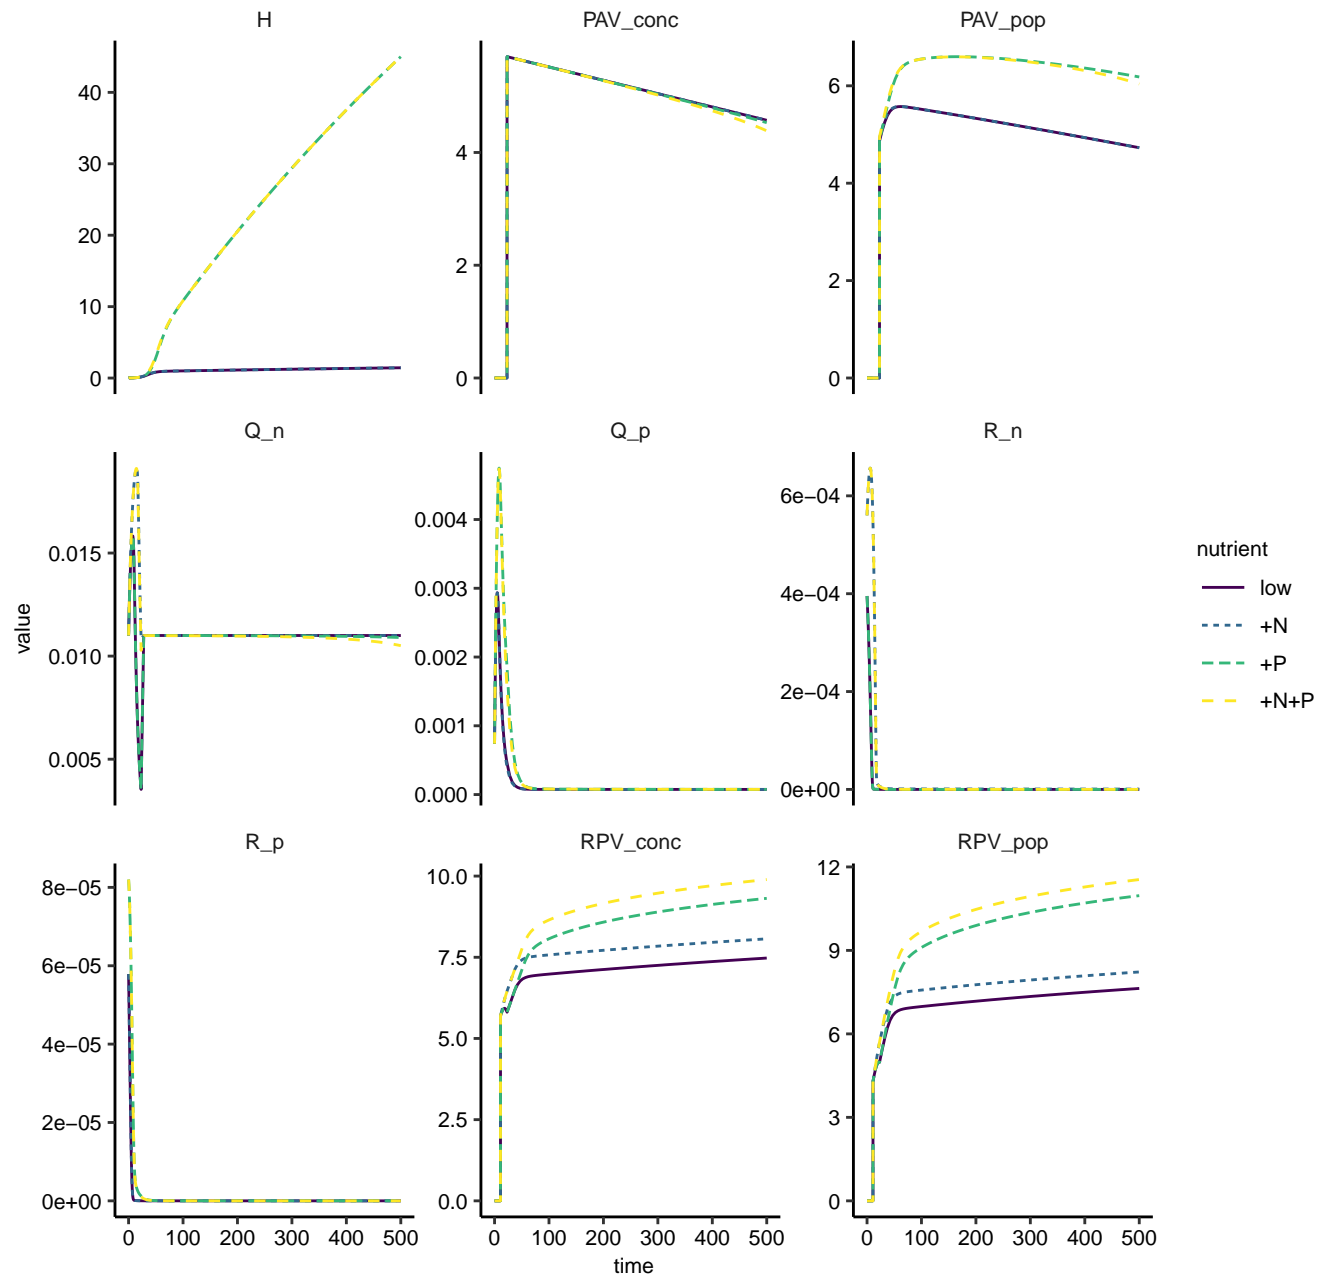 H
PAV_conc
PAV_pop
40
30
20
10
0
4
2
0
6
4
2
0
Q_n
Q_p
R_n
0.015
0.010
0.005
0.004
0.003
0.002
0.001
0.000
6e−04
4e−04
2e−04
0e+00
R_p
RPV_conc
RPV_pop
8e−05
6e−05
4e−05
2e−05
0e+00
10.0
7.5
5.0
2.5
0.0
12
9
6
3
0
0 100 200 300 400 500
0 100 200 300 400 500
0 100 200 300 400 500
time
value
nutrient
low
+N
+P
+N+P